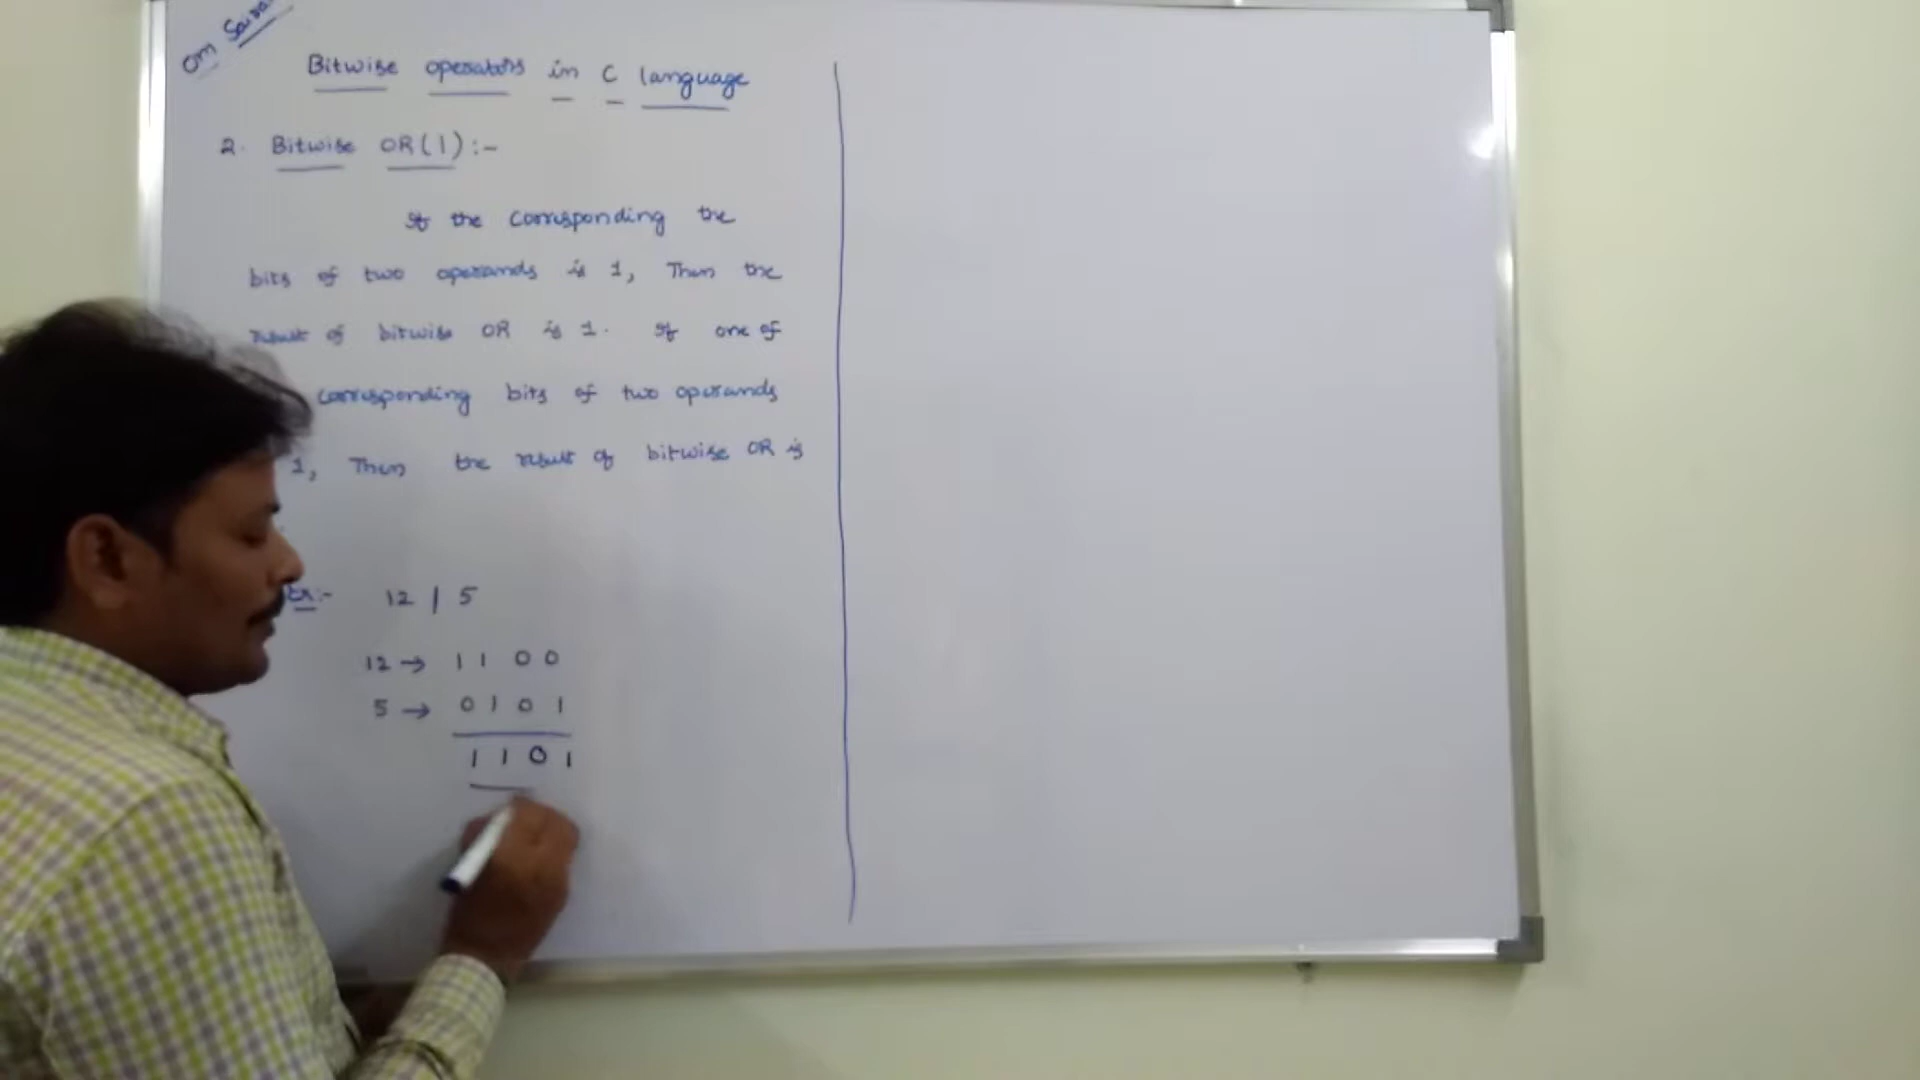 Om Saira
Bitwise operators in C language
2. Bitwise OR(|):-
If the corresponding the
bits of two operands is 1, Then the
result of bitwise OR is 1. If one of
corresponding bits of two operands
1, Then the result of bitwise OR is
Ex:- 12 | 5
12 → 1 1 0 0
5 → 0 1 0 1
1 1 0 1